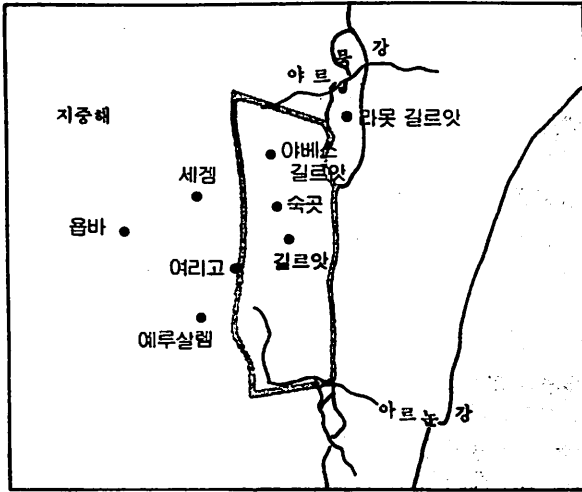 야르뭉 강
지중해
라못 길르앗
야베스
길르앗
세겜
숙곳
욥바
길르앗
여리고
예루살렘
아르논 강